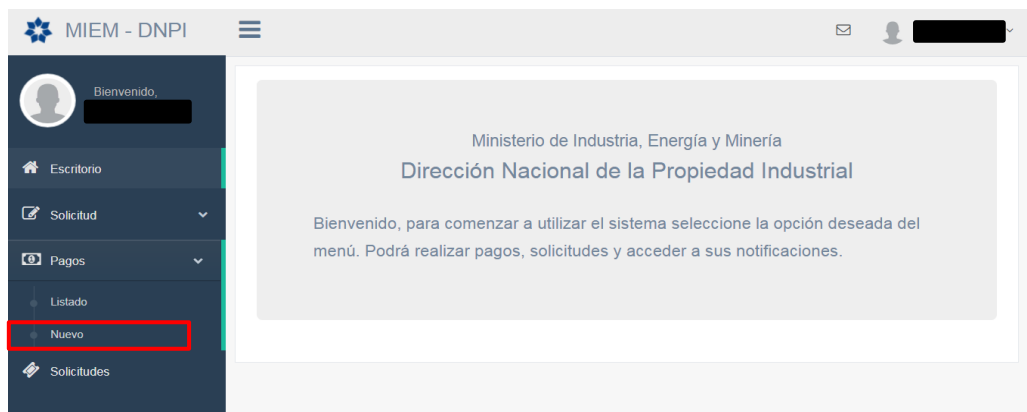 MIEM - DNPI
Bienvenido,
Escritorio
Solicitud
Pagos
Listado
Nuevo
Solicitudes
Ministerio de Industria, Energía y Minería
Dirección Nacional de la Propiedad Industrial
Bienvenido, para comenzar a utilizar el sistema seleccione la opción deseada del
menú. Podrá realizar pagos, solicitudes y acceder a sus notificaciones.